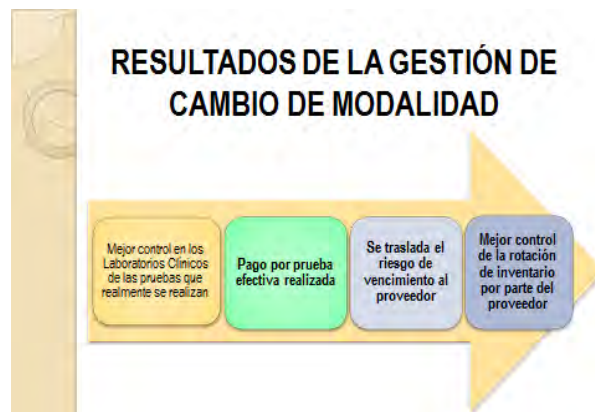 RESULTADOS DE LA GESTIÓN DE
CAMBIO DE MODALIDAD
Mejor control en los
Laboratorios Clínicos
de las pruebas que
realmente se realizan
Pago por prueba
efectiva realizada
Se traslada el
riesgo de
vencimiento al
proveedor
Mejor control
de la rotación
de inventario
por parte del
proveedor